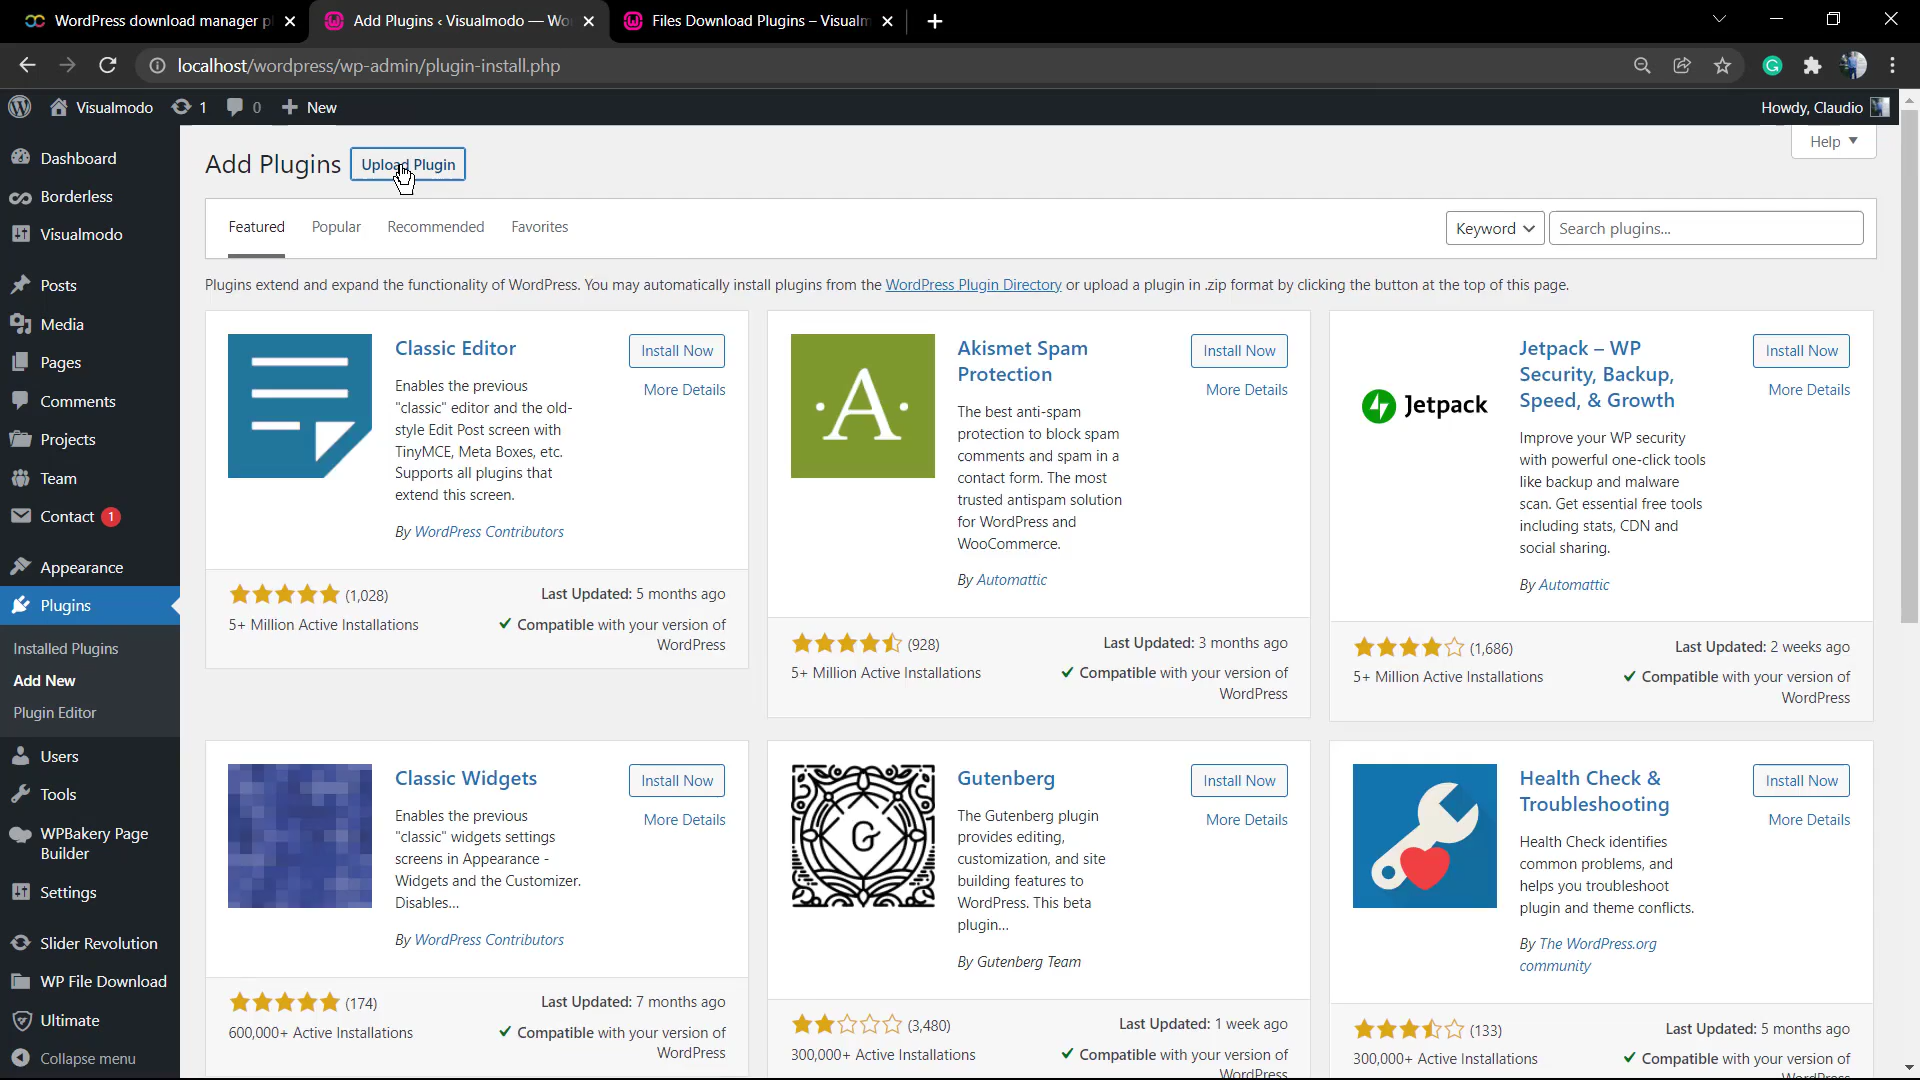 WordPress download manager p
Add Plugins ‹ Visualmodo — Wo
Files Download Plugins – Visualm
localhost/wordpress/wp-admin/plugin-install.php
Visualmodo
1
0
New
Howdy, Claudio
Dashboard
Borderless
Visualmodo
Posts
Media
Pages
Comments
Projects
Team
Contact 1
Appearance
Plugins
Installed Plugins
Add New
Plugin Editor
Users
Tools
WPBakery Page
Builder
Settings
Slider Revolution
WP File Download
Ultimate
Collapse menu
Help
Add Plugins
Upload Plugin
Featured
Popular
Recommended
Favorites
Keyword
Search plugins...
Plugins extend and expand the functionality of WordPress. You may automatically install plugins from the WordPress Plugin Directory or upload a plugin in .zip format by clicking the button at the top of this page.
Classic Editor
Install Now
More Details
Enables the previous
"classic" editor and the old-
style Edit Post screen with
TinyMCE, Meta Boxes, etc.
Supports all plugins that
extend this screen.
By WordPress Contributors
(1,028)
Last Updated: 5 months ago
5+ Million Active Installations
Compatible with your version of
WordPress
A
Akismet Spam
Protection
Install Now
More Details
The best anti-spam
protection to block spam
comments and spam in a
contact form. The most
trusted antispam solution
for WordPress and
WooCommerce.
By Automattic
(928)
Last Updated: 3 months ago
5+ Million Active Installations
Compatible with your version of
WordPress
Jetpack
Jetpack – WP
Security, Backup,
Speed, & Growth
Install Now
More Details
Improve your WP security
with powerful one-click tools
like backup and malware
scan. Get essential free tools
including stats, CDN and
social sharing.
By Automattic
(1,686)
Last Updated: 2 weeks ago
5+ Million Active Installations
Compatible with your version of
WordPress
Classic Widgets
Install Now
More Details
Enables the previous
"classic" widgets settings
screens in Appearance -
Widgets and the Customizer.
Disables...
By WordPress Contributors
(174)
Last Updated: 7 months ago
600,000+ Active Installations
Compatible with your version of
WordPress
G
Gutenberg
Install Now
More Details
The Gutenberg plugin
provides editing,
customization, and site
building features to
WordPress. This beta
plugin...
By Gutenberg Team
(3,480)
Last Updated: 1 week ago
300,000+ Active Installations
Compatible with your version of
WordPress
Health Check &
Troubleshooting
Install Now
More Details
Health Check identifies
common problems, and
helps you troubleshoot
plugin and theme conflicts.
By The WordPress.org
community
(133)
Last Updated: 5 months ago
300,000+ Active Installations
Compatible with your version of
WordPress